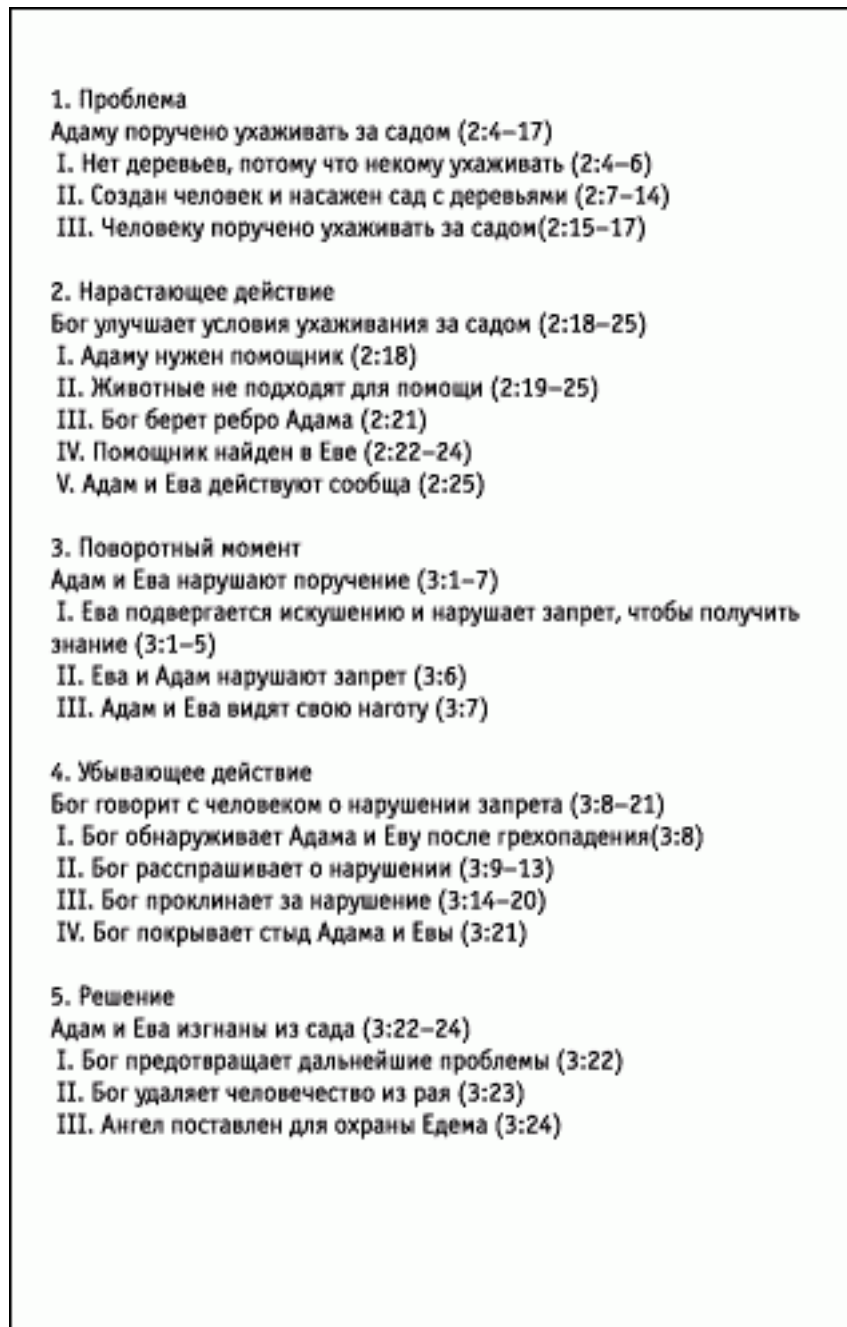 1. Проблема
Адаму поручено ухаживать за садом (2:4–17)
I. Нет деревьев, потому что некому ухаживать (2:4–6)
II. Создан человек и насажен сад с деревьями (2:7–14)
III. Человеку поручено ухаживать за садом(2:15–17)
2. Нарастающее действие
Бог улучшает условия ухаживания за садом (2:18–25)
I. Адаму нужен помощник (2:18)
II. Животные не подходят для помощи (2:19–25)
III. Бог берет ребро Адама (2:21)
IV. Помощник найден в Еве (2:22–24)
V. Адам и Ева действуют сообща (2:25)
3. Поворотный момент
Адам и Ева нарушают поручение (3:1–7)
I. Ева подвергается искушению и нарушает запрет, чтобы получить
знание (3:1–5)
II. Ева и Адам нарушают запрет (3:6)
III. Адам и Ева видят свою наготу (3:7)
4. Убывающее действие
Бог говорит с человеком о нарушении запрета (3:8–21)
I. Бог обнаруживает Адама и Еву после грехопадения(3:8)
II. Бог расспрашивает о нарушении (3:9–13)
III. Бог проклинает за нарушение (3:14–20)
IV. Бог покрывает стыд Адама и Евы (3:21)
5. Решение
Адам и Ева изгнаны из сада (3:22–24)
I. Бог предотвращает дальнейшие проблемы (3:22)
II. Бог удаляет человечество из рая (3:23)
III. Ангел поставлен для охраны Едема (3:24)